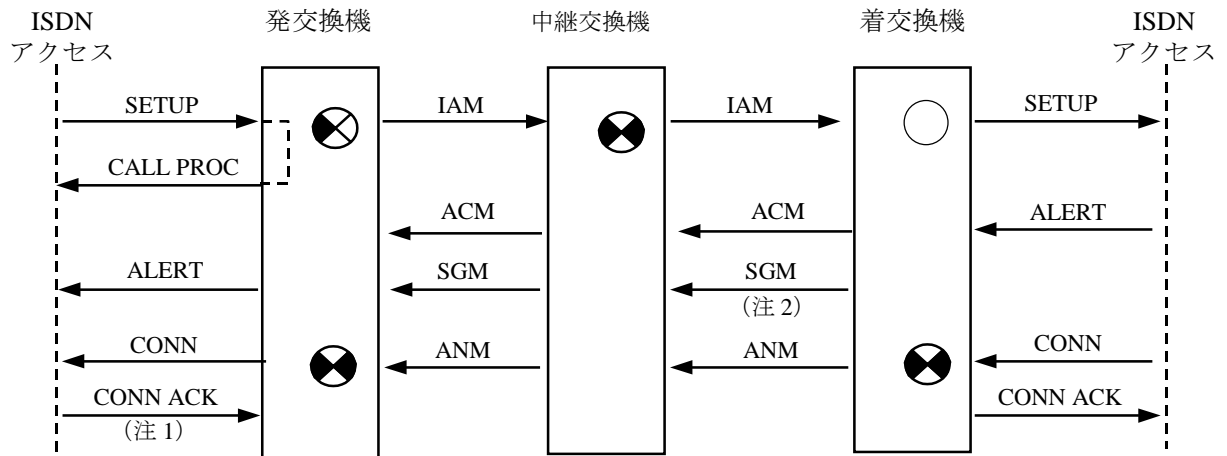 ISDN
アクセス
発交換機
中継交換機
着交換機
ISDN
アクセス
SETUP
IAM
IAM
SETUP
CALL PROC
ACM
ACM
ALERT
ALERT
SGM
SGM
（注 2）
CONN
ANM
ANM
CONN
CONN ACK
（注 1）
CONN ACK